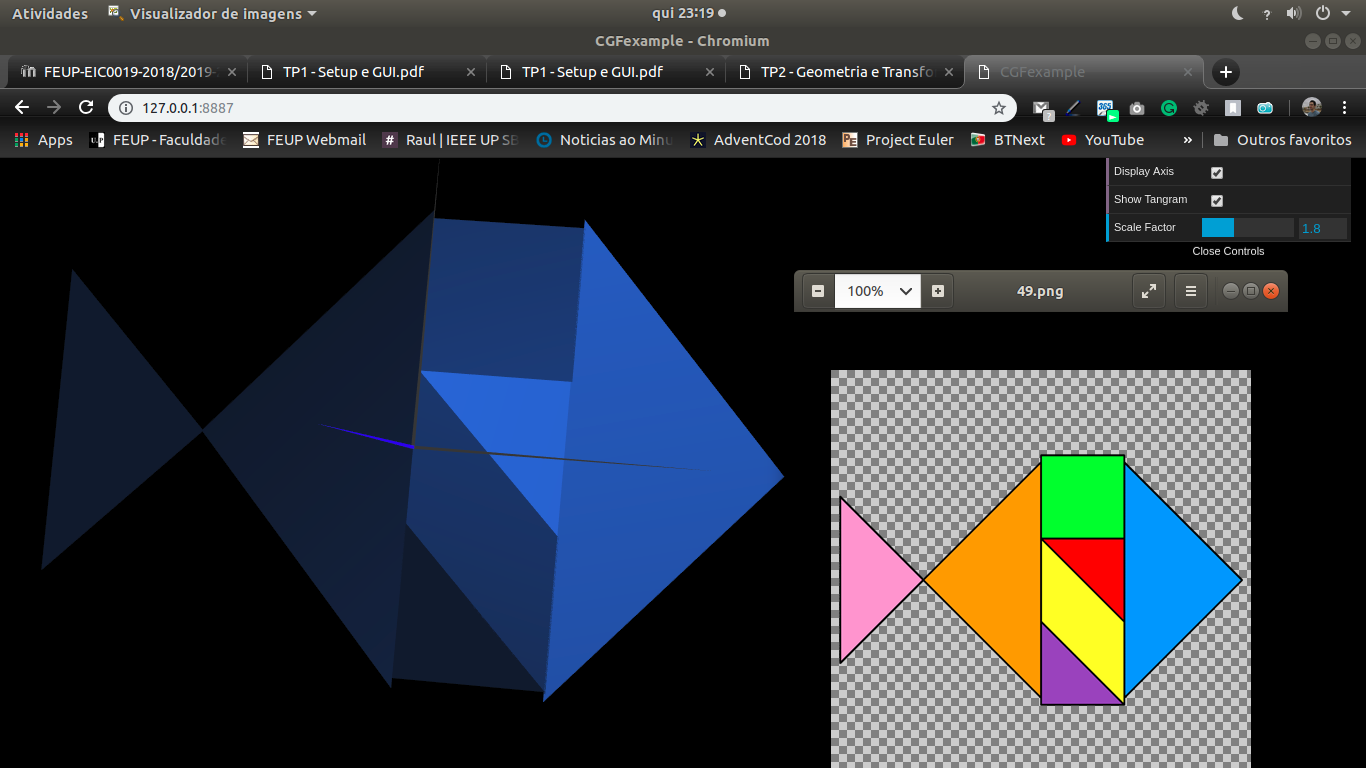 Atividades Visualizador de imagens qui 23:19
CGFexample - Chromium
FEUP-EIC0019-2018/2019- TP1 - Setup e GUI.pdf TP1 - Setup e GUI.pdf TP2 - Geometria e Transfo CGFexample
127.0.0.1:8887
Apps FEUP - Faculdade FEUP Webmail Raul | IEEE UP SB Noticias ao Minu AdventCod 2018 Project Euler BTNext YouTube » Outros favoritos
Display Axis
Show Tangram
Scale Factor 1.8
Close Controls
100% 49.png